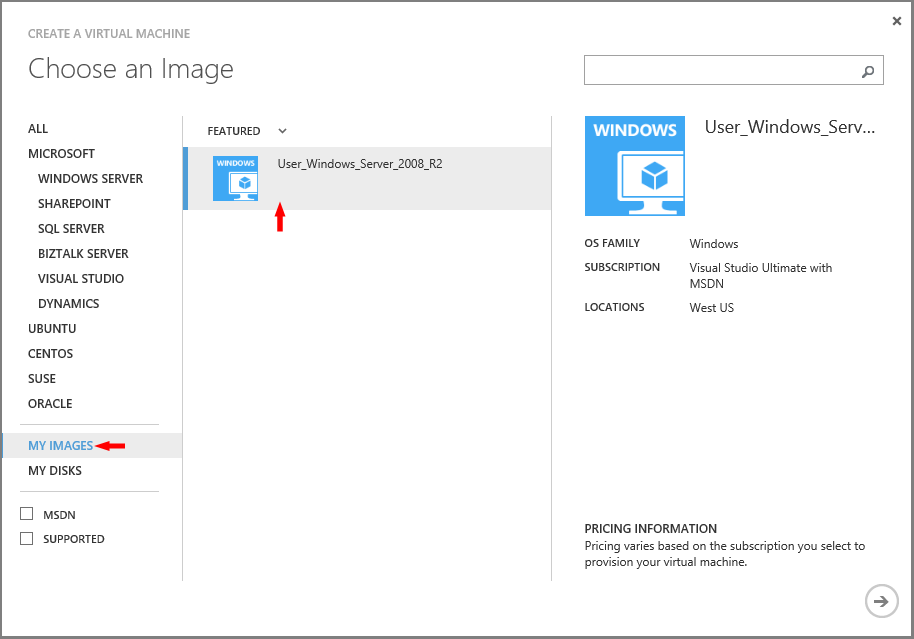 CREATE A VIRTUAL MACHINE
Choose an Image
ALL
MICROSOFT
WINDOWS SERVER
SHAREPOINT
SQL SERVER
BIZTALK SERVER
VISUAL STUDIO
DYNAMICS
UBUNTU
CENTOS
SUSE
ORACLE
MY IMAGES
MY DISKS
MSDN
SUPPORTED
FEATURED
WINDOWS
User_Windows_Server_2008_R2
WINDOWS
User_Windows_Serv...
OS FAMILY Windows
SUBSCRIPTION Visual Studio Ultimate with
MSDN
LOCATIONS West US
PRICING INFORMATION
Pricing varies based on the subscription you select to
provision your virtual machine.